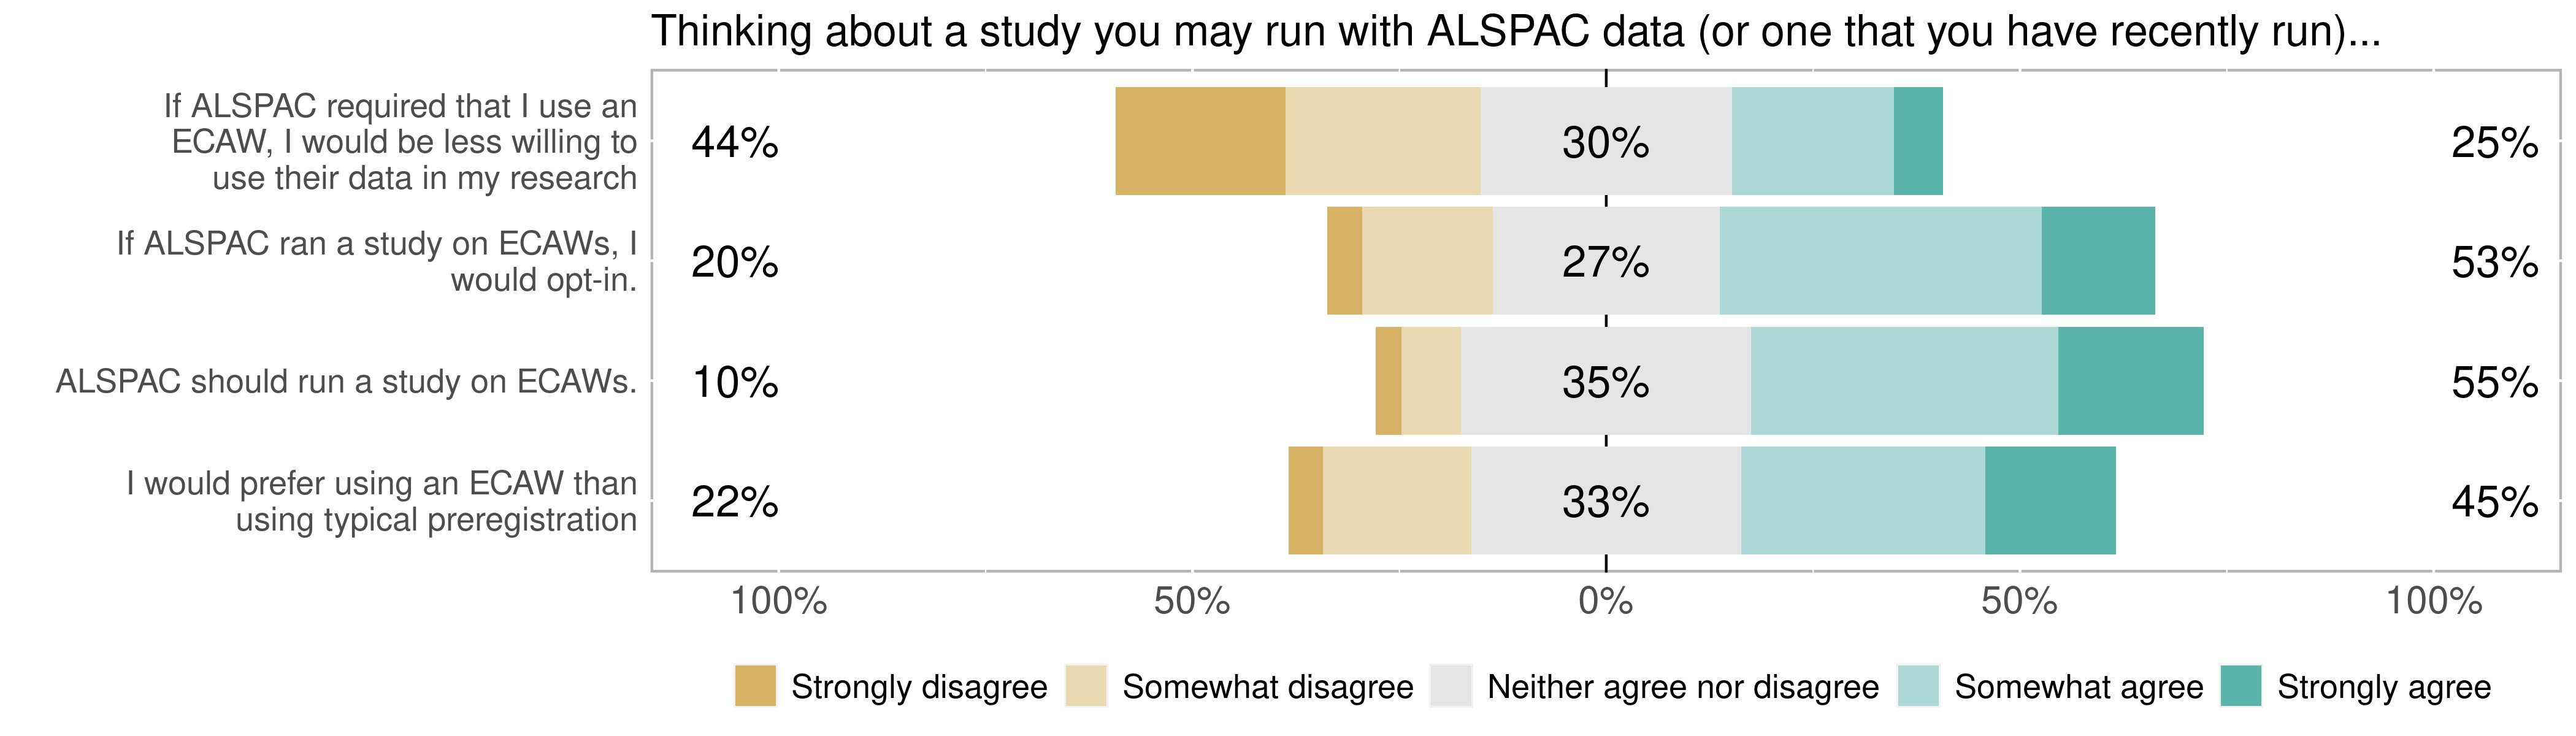 Thinking about a study you may run with ALSPAC data (or one that you have recently run)...
If ALSPAC required that I use an
ECAW, I would be less willing to
use their data in my research
44%
30%
25%
If ALSPAC ran a study on ECAWs, I
would opt-in.
20%
27%
53%
ALSPAC should run a study on ECAWs.
10%
35%
55%
I would prefer using an ECAW than
using typical preregistration
22%
33%
45%
100%
50%
0%
50%
100%
Strongly disagree
Somewhat disagree
Neither agree nor disagree
Somewhat agree
Strongly agree